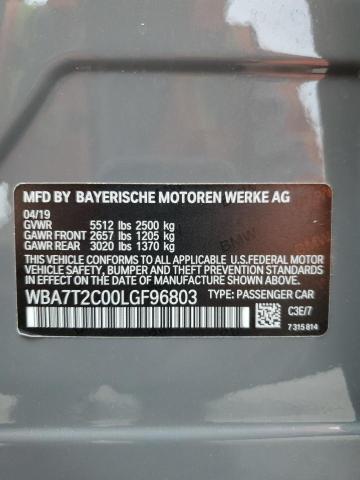 MFD BY BAYERISCHE MOTOREN WERKE AG
04/19
GVWR 5512 lbs 2500 kg
GAWR FRONT 2657 lbs 1205 kg
GAWR REAR 3020 lbs 1370 kg
THIS VEHICLE CONFORMS TO ALL APPLICABLE
U.S.FEDERAL MOTOR VEHICLE SAFETY, BUMPER,
AND THEFT PREVENTION STANDARDS IN EFFECT
ON THE DATE OF MANUFACTURE SHOWN ABOVE.
WBA7T2C00LGF96803 TYPE: PASSENGER CAR
C3E/7
7 315 814